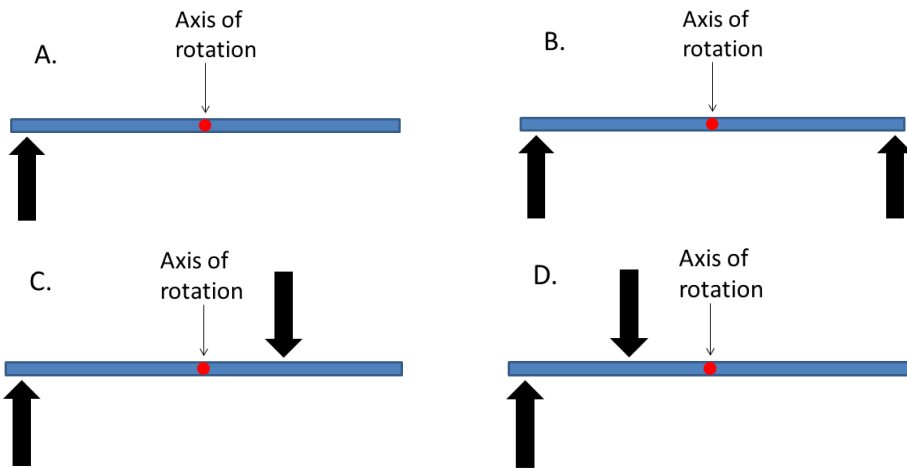 A.
Axis of
rotation
B.
Axis of
rotation
C.
Axis of
rotation
D.
Axis of
rotation